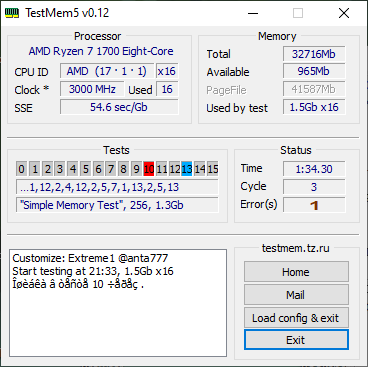 TestMem5 v0.12
Processor
AMD Ryzen 7 1700 Eight-Core
CPU ID AMD (17 · 1 · 1) x16
Clock * 3000 MHz Used 16
SSE 54.6 sec/Gb
Memory
Total 32716Mb
Available 965Mb
PageFile 41587Mb
Used by test 1.5Gb x16
Tests
0 1 2 3 4 5 6 7 8 9 10 11 12 13 14 15
...1,12,2,4,12,2,5,7,1,13,2,5,13
"Simple Memory Test", 256, 1.3Gb
Status
Time 1:34.30
Cycle 3
Error(s) 1
Customize: Extreme1 @anta777
Start testing at 21:33, 1.5Gb x16
Îøèáêà â òåñòå 10 ÷åðåç .
testmem.tz.ru
Home
Mail
Load config & exit
Exit